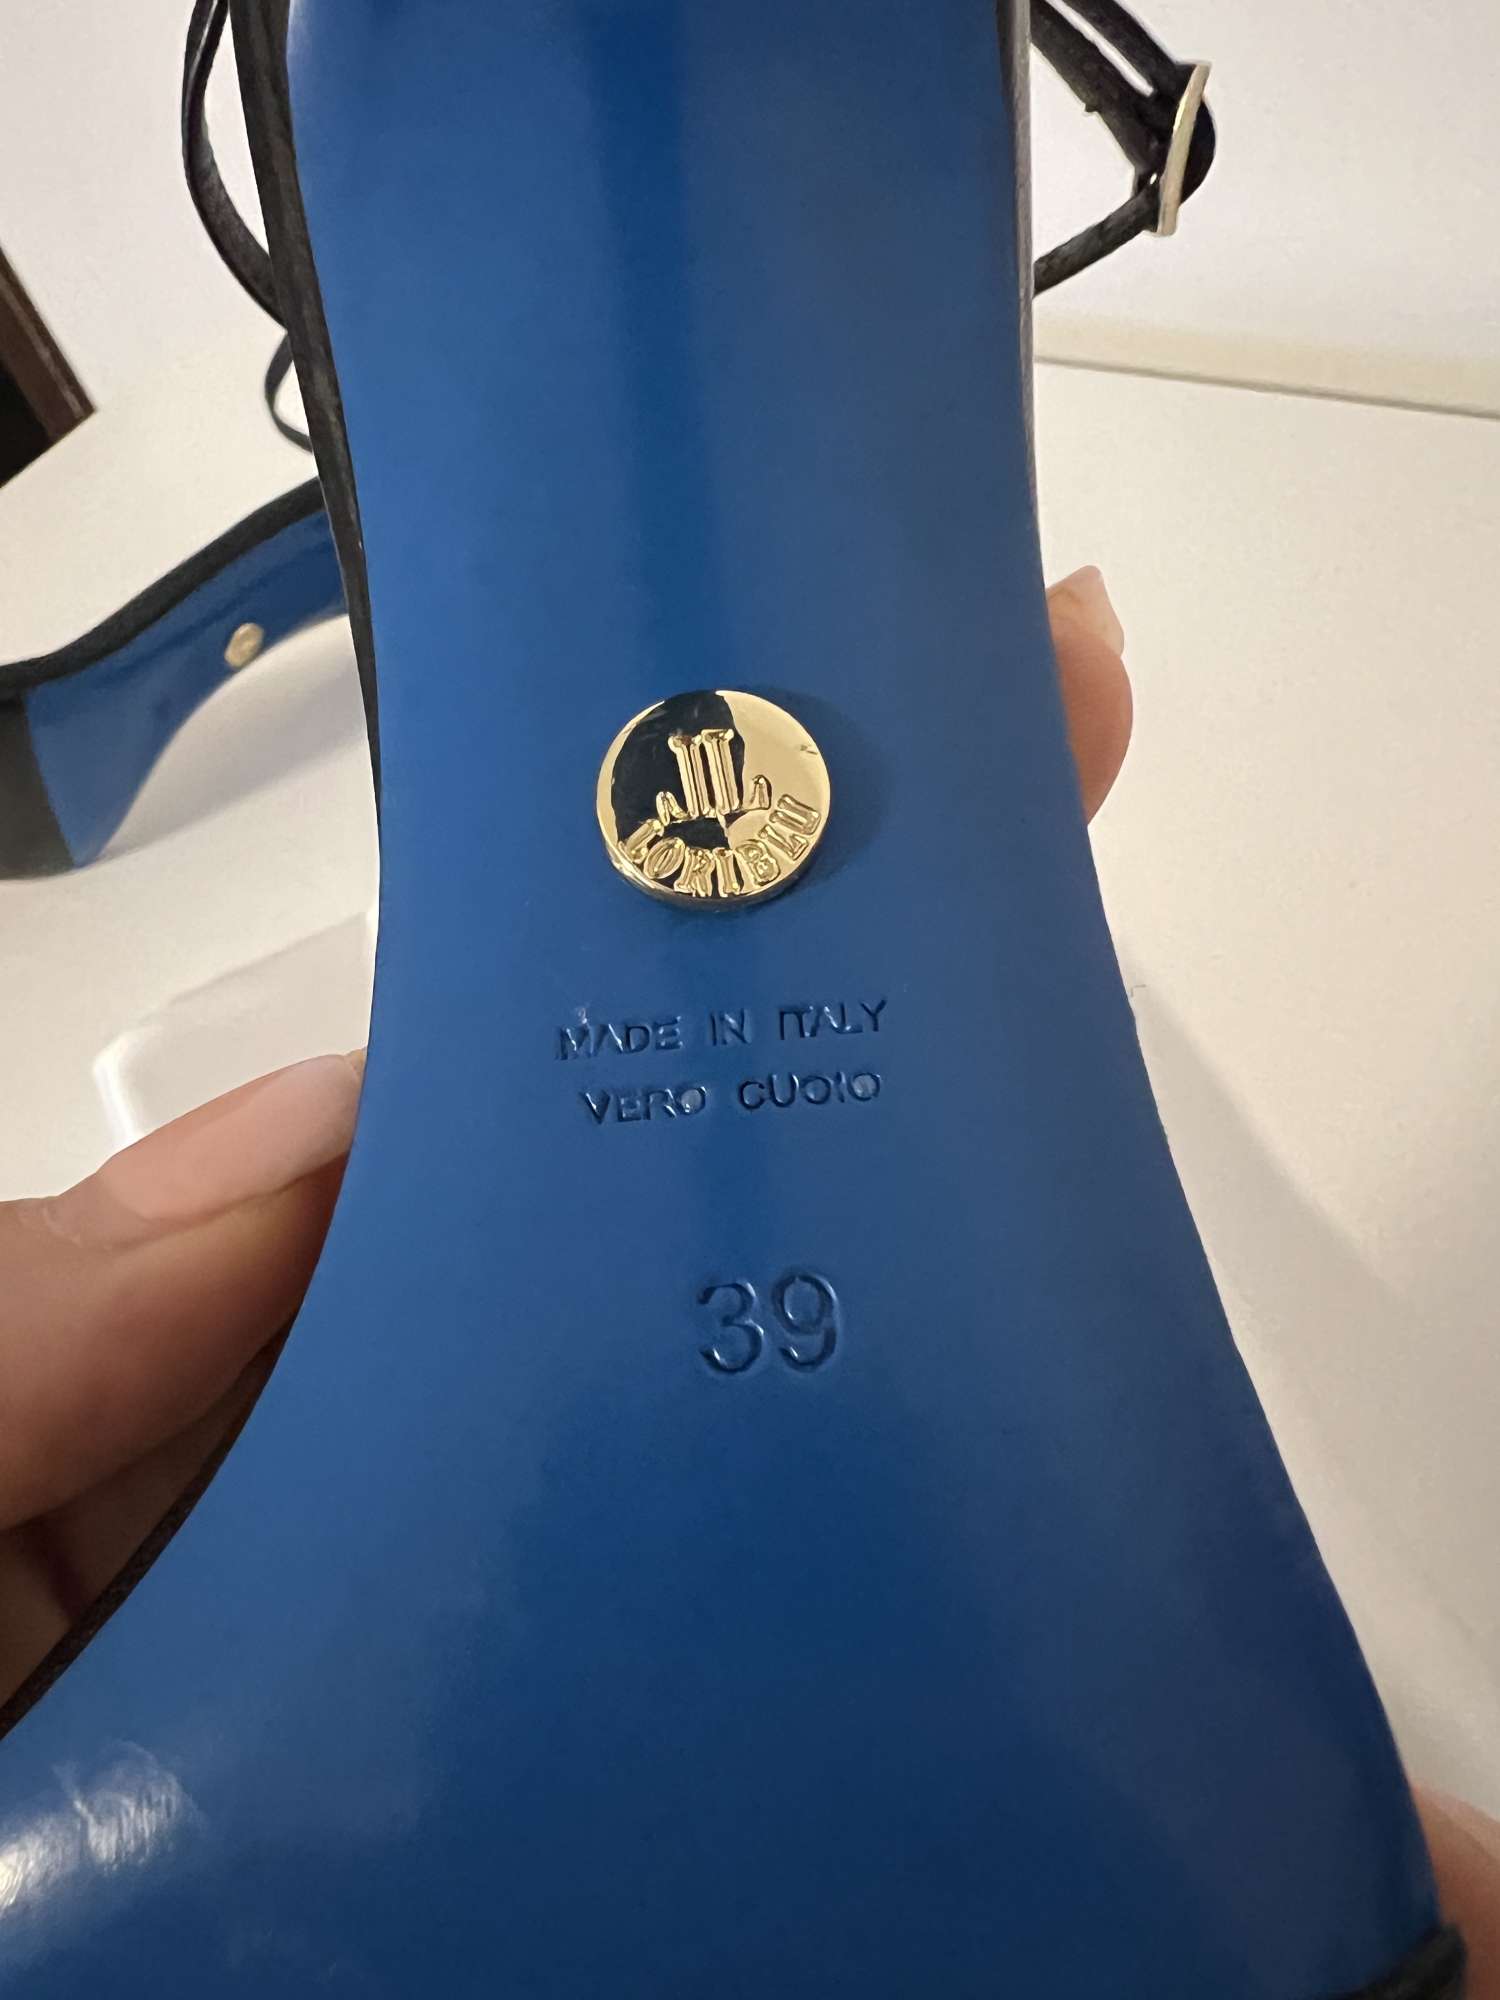 LORIBLU
MADE IN ITALY
VERO CUOIO
39